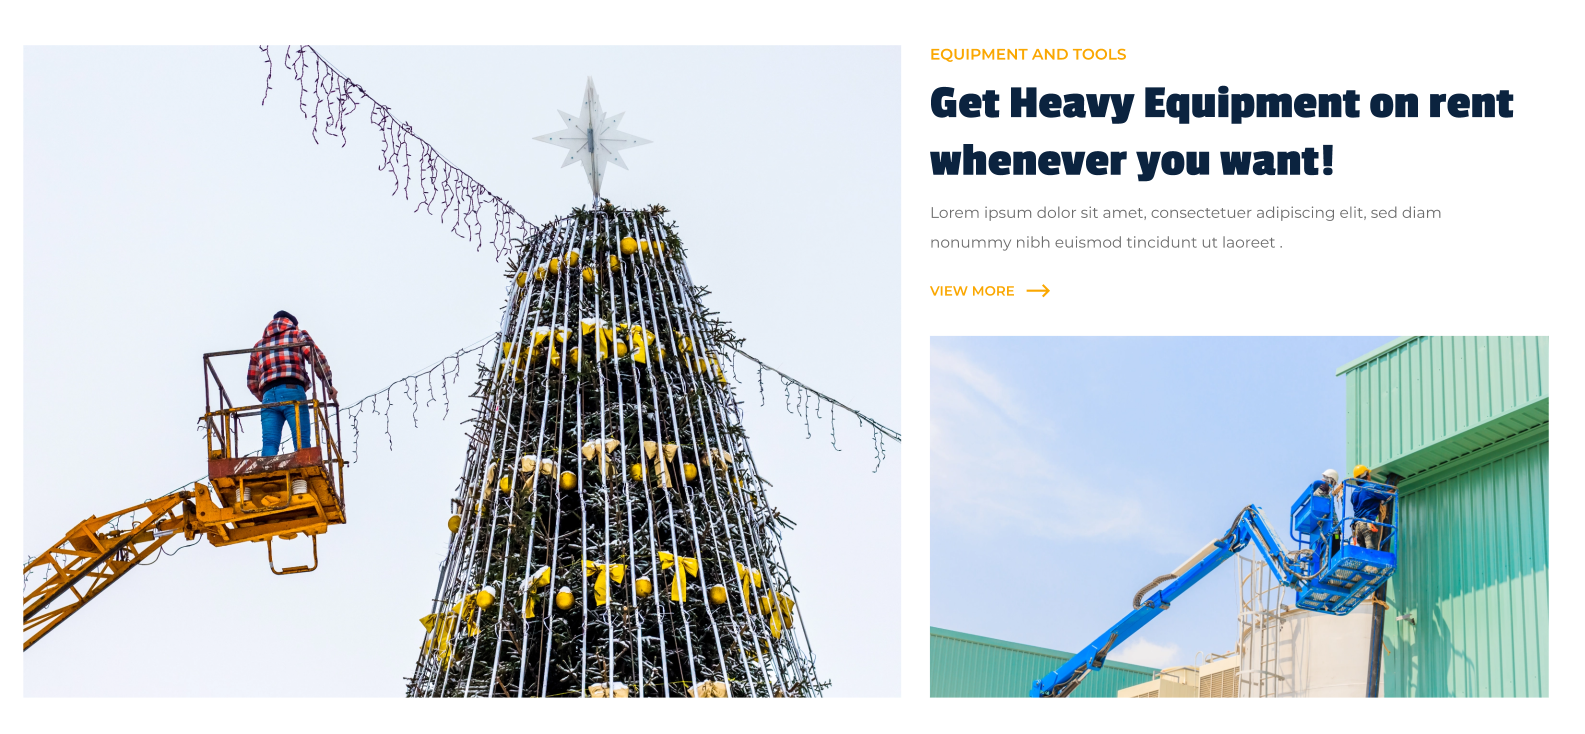 EQUIPMENT AND TOOLS
Get Heavy Equipment on rent
whenever you want!
Lorem ipsum dolor sit amet, consectetuer adipiscing elit, sed diam
nonummy nibh euismod tincidunt ut laoreet .
VIEW MORE